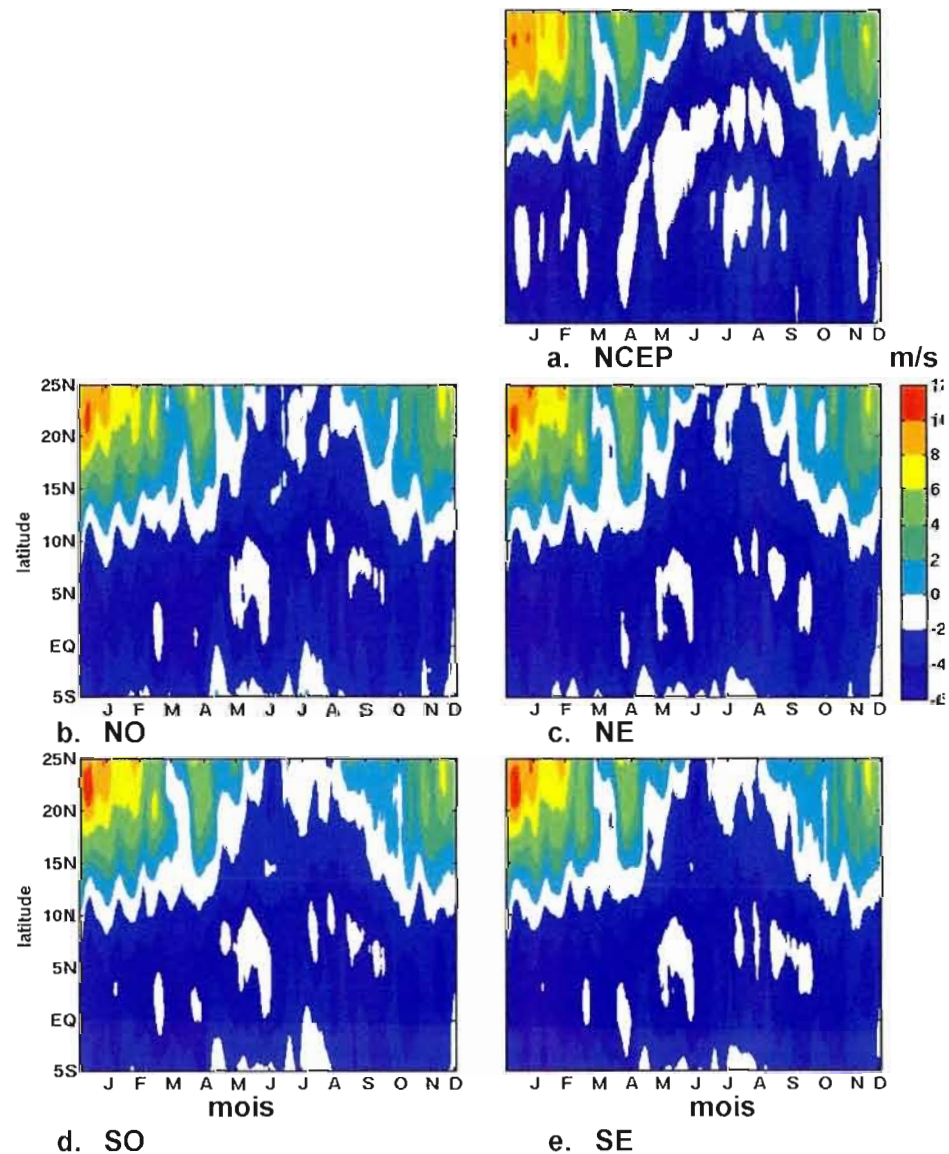 J F M A M J J A S O N D
a. NCEP
m/s
25N
20N
15N
10N
5N
EQ
5S
latitude
J F M A M J J A S O N D
b. NO
J F M A M J J A S O N D
c. NE
14
8
6
4
2
0
-2
-4
25N
20N
15N
10N
5N
EQ
5S
latitude
J F M A M J J A S O N D
mois
d. SO
J F M A M J J A S O N D
mois
e. SE